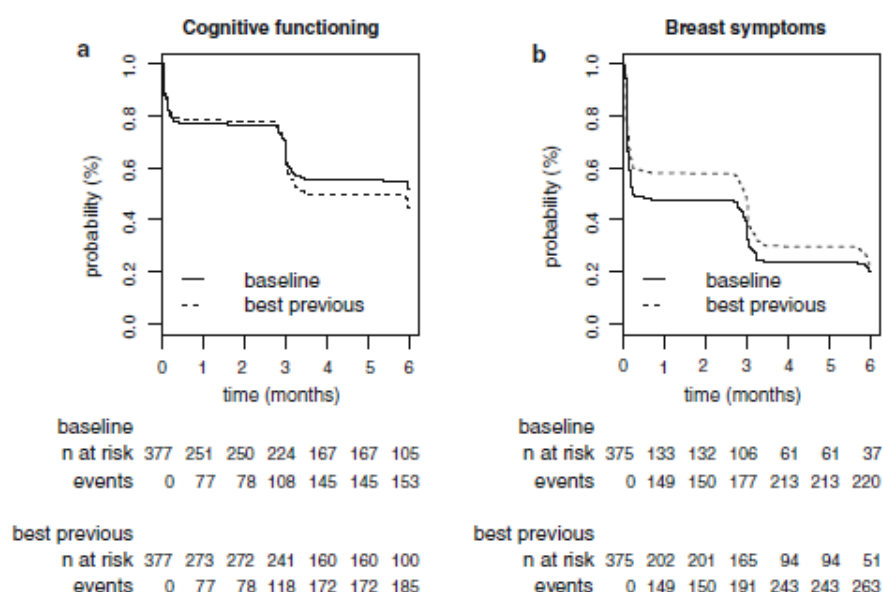 Cognitive functioning
a
probability (%)
1.0
0.8
0.6
0.4
0.2
0.0
baseline
best previous
0 1 2 3 4 5 6
time (months)
baseline
n at risk 377 251 250 224 167 167 105
events 0 77 78 108 145 145 153
best previous
n at risk 377 273 272 241 160 160 100
events 0 77 78 118 172 172 185
Breast symptoms
b
probability (%)
1.0
0.8
0.6
0.4
0.2
0.0
baseline
best previous
0 1 2 3 4 5 6
time (months)
baseline
n at risk 375 133 132 106 61 61 37
events 0 149 150 177 213 213 220
best previous
n at risk 375 202 201 165 94 94 51
events 0 149 150 191 243 243 263